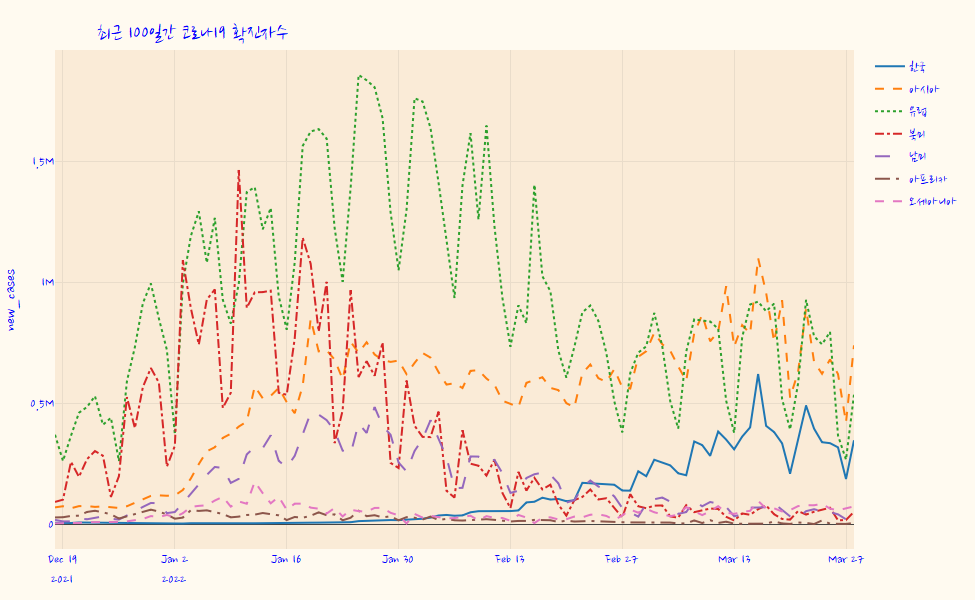 최근 100일간 코로나19 확진자수
한국
아시아
유럽
북미
남미
아프리카
오세아니아
new_cases
1.5M
1M
0.5M
0
Dec 19
2021
Jan 2
2022
Jan 16
Jan 30
Feb 13
Feb 27
Mar 13
Mar 27